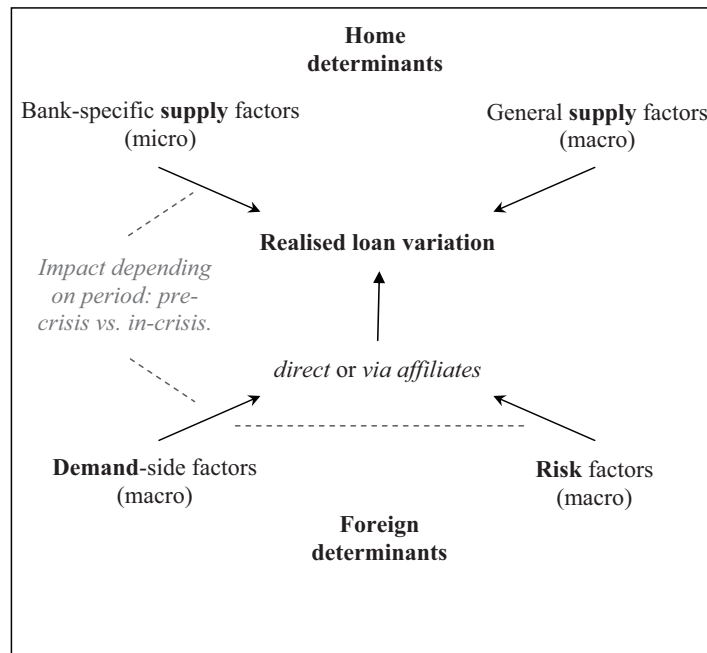 Home
determinants
Bank-specific supply factors
(micro)
General supply factors
(macro)
Realised loan variation
Impact depending
on period: pre-
crisis vs. in-crisis.
direct or via affiliates
Demand-side factors
(macro)
Risk factors
(macro)
Foreign
determinants